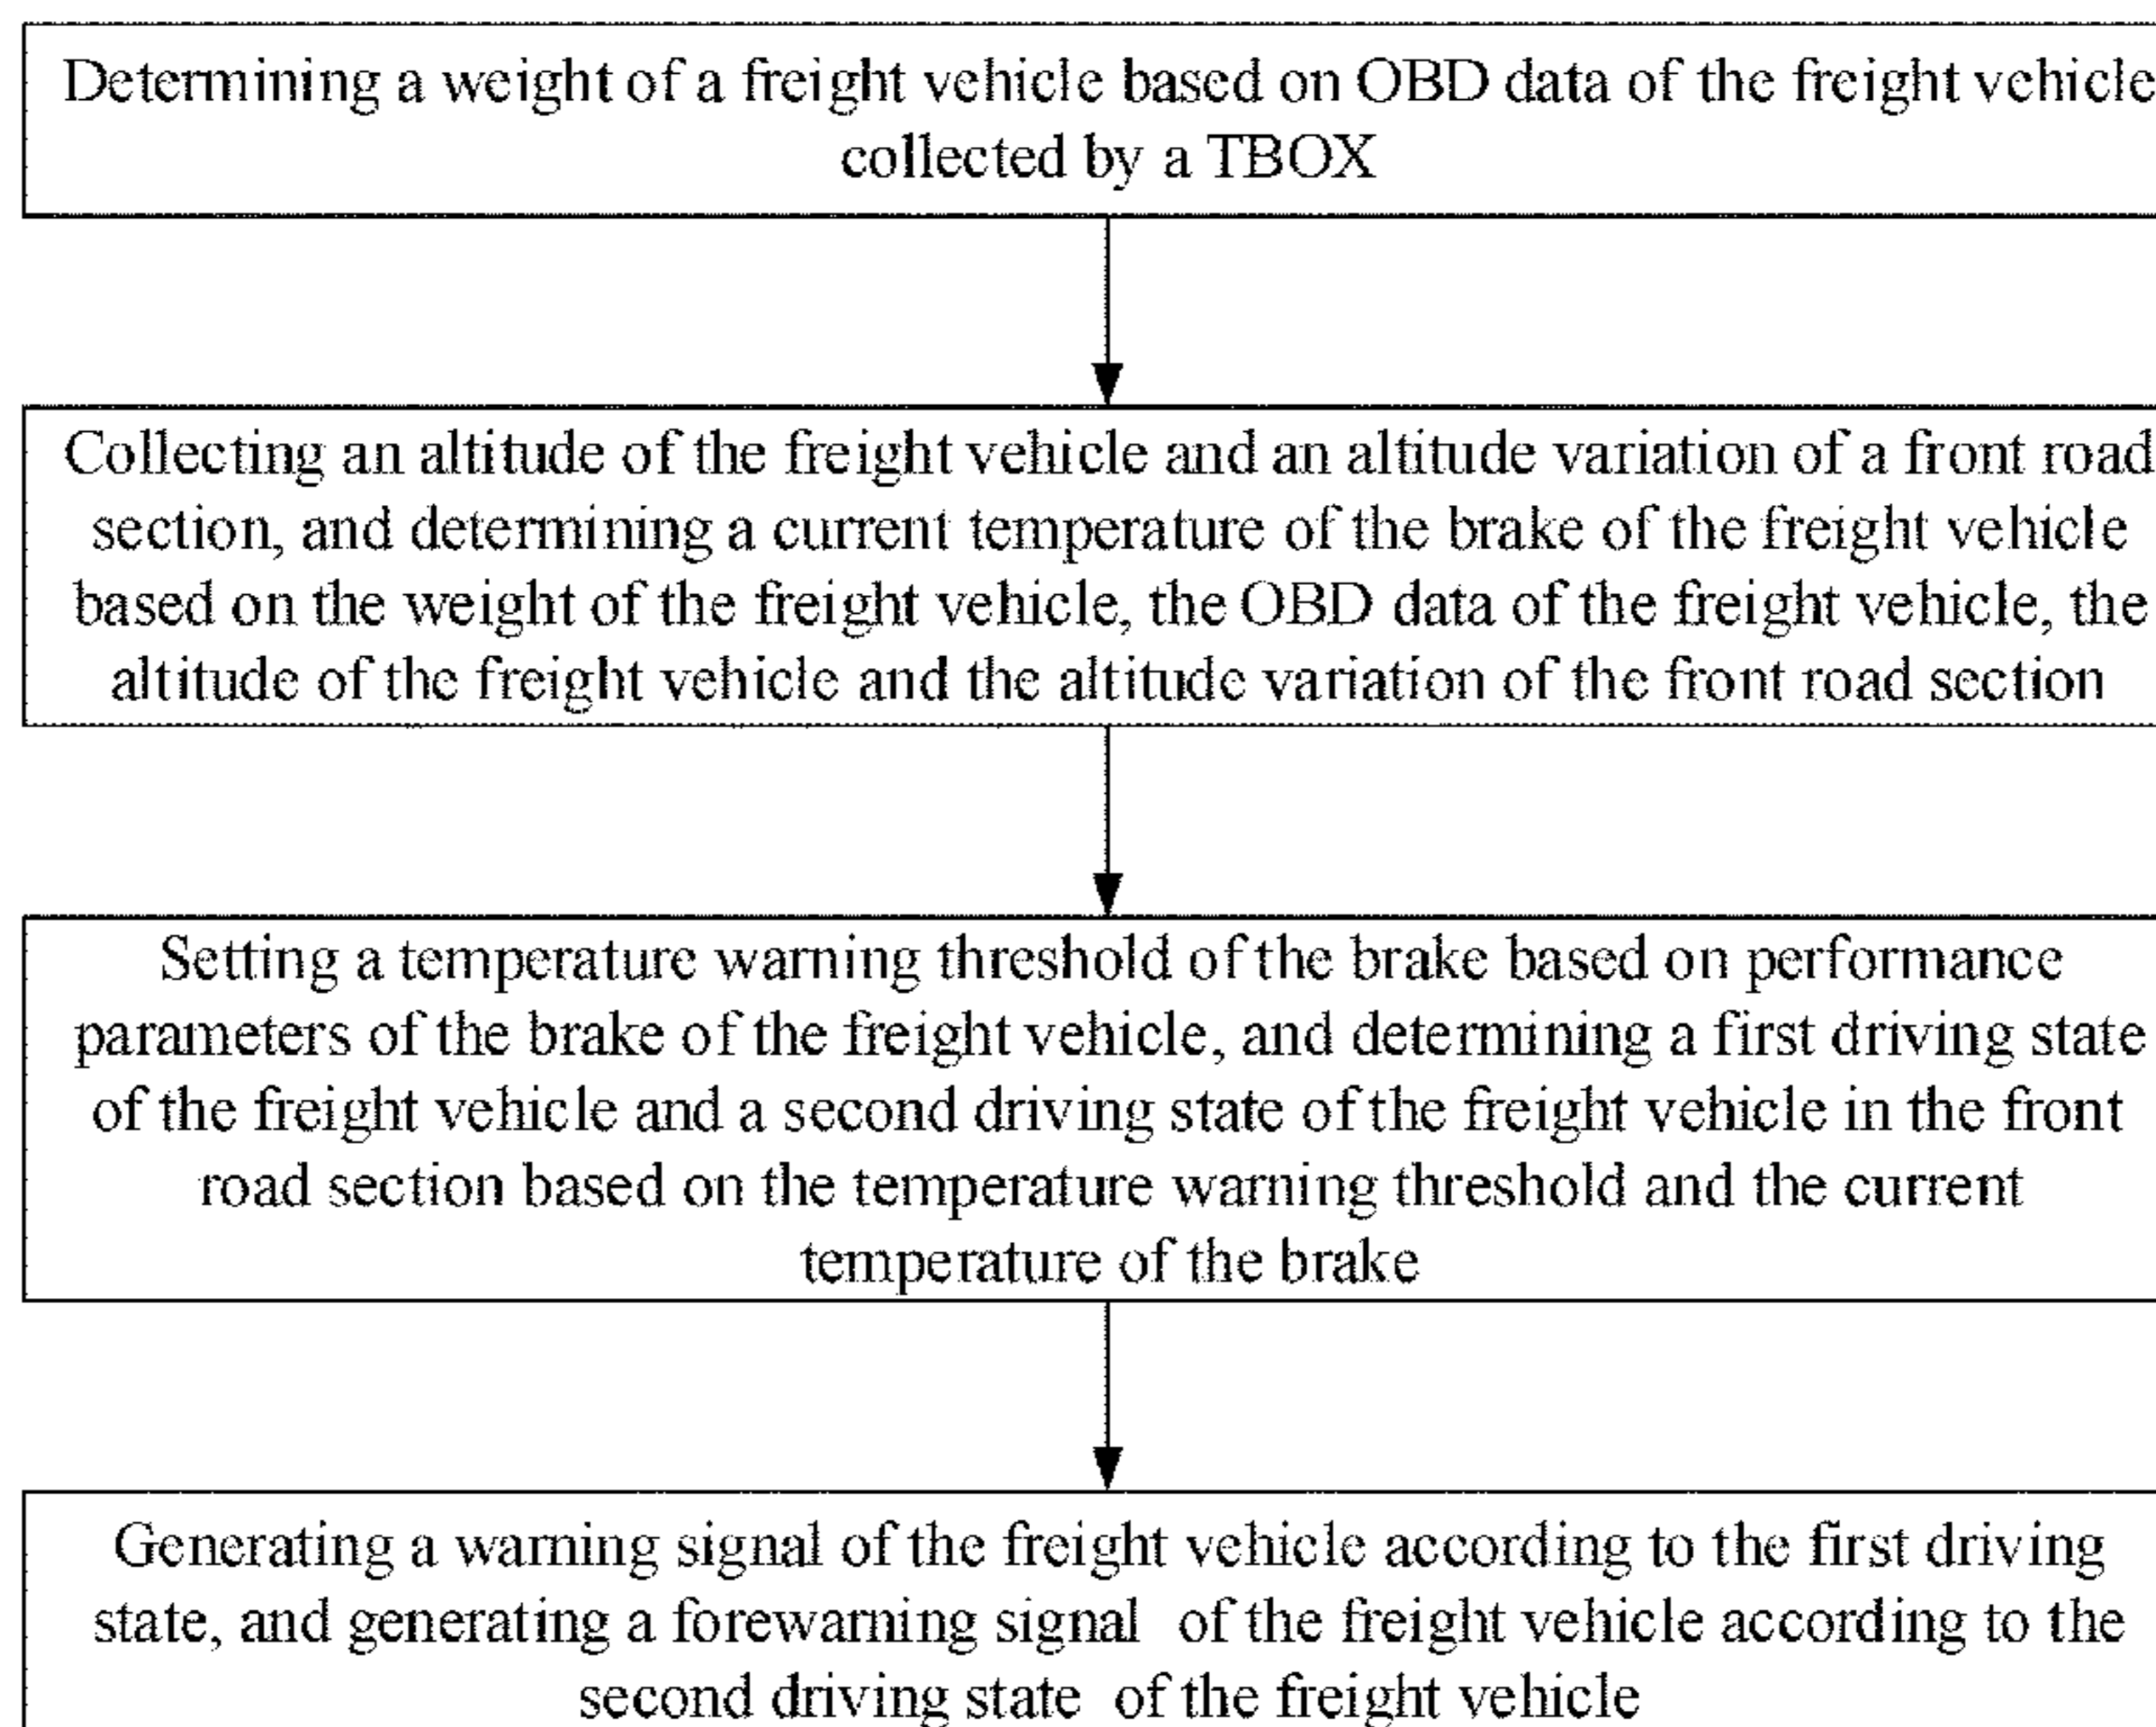 Determining a weight of a freight vehicle based on OBD data of the freight vehicle
collected by a TBOX
Collecting an altitude of the freight vehicle and an altitude variation of a front road
section, and determining a current temperature of the brake of the freight vehicle
based on the weight of the freight vehicle, the OBD data of the freight vehicle, the
altitude of the freight vehicle and the altitude variation of the front road section
Setting a temperature warning threshold of the brake based on performance
parameters of the brake of the freight vehicle, and determining a first driving state
of the freight vehicle and a second driving state of the freight vehicle in the front
road section based on the temperature warning threshold and the current
temperature of the brake
Generating a warning signal of the freight vehicle according to the first driving
state, and generating a forewarning signal of the freight vehicle according to the
second driving state of the freight vehicle